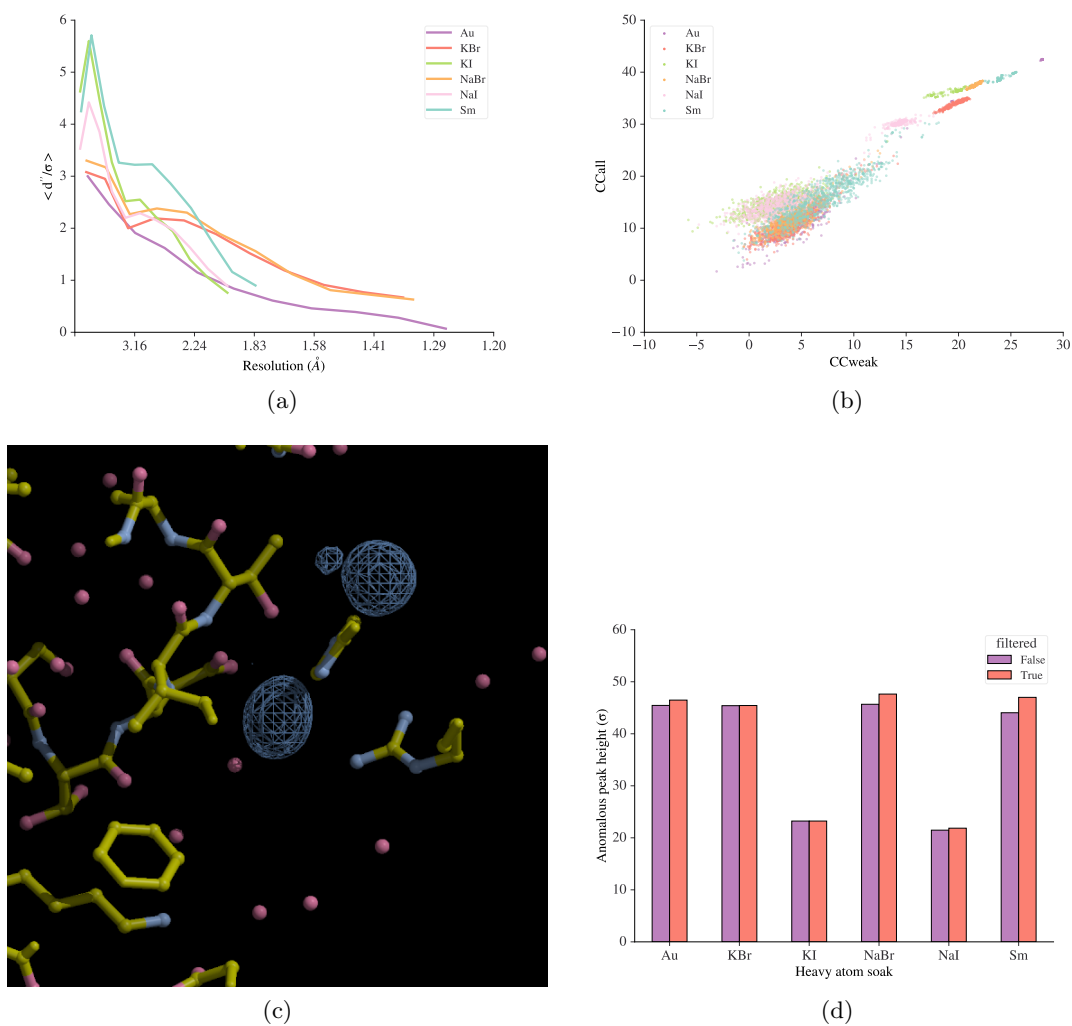 6
5
4
3
2
1
0
< d''/σ >
3.16 2.24 1.83 1.58 1.41 1.29 1.20
Resolution (Å)
Au
KBr
KI
NaBr
NaI
Sm
(a)
50
40
30
20
10
0
−10
CCall
−10 −5 0 5 10 15 20 25 30
CCweak
Au
KBr
KI
NaBr
NaI
Sm
(b)
(c)
60
50
40
30
20
10
0
Anomalous peak height (σ)
filtered
False
True
Au KBr KI NaBr NaI Sm
Heavy atom soak
(d)